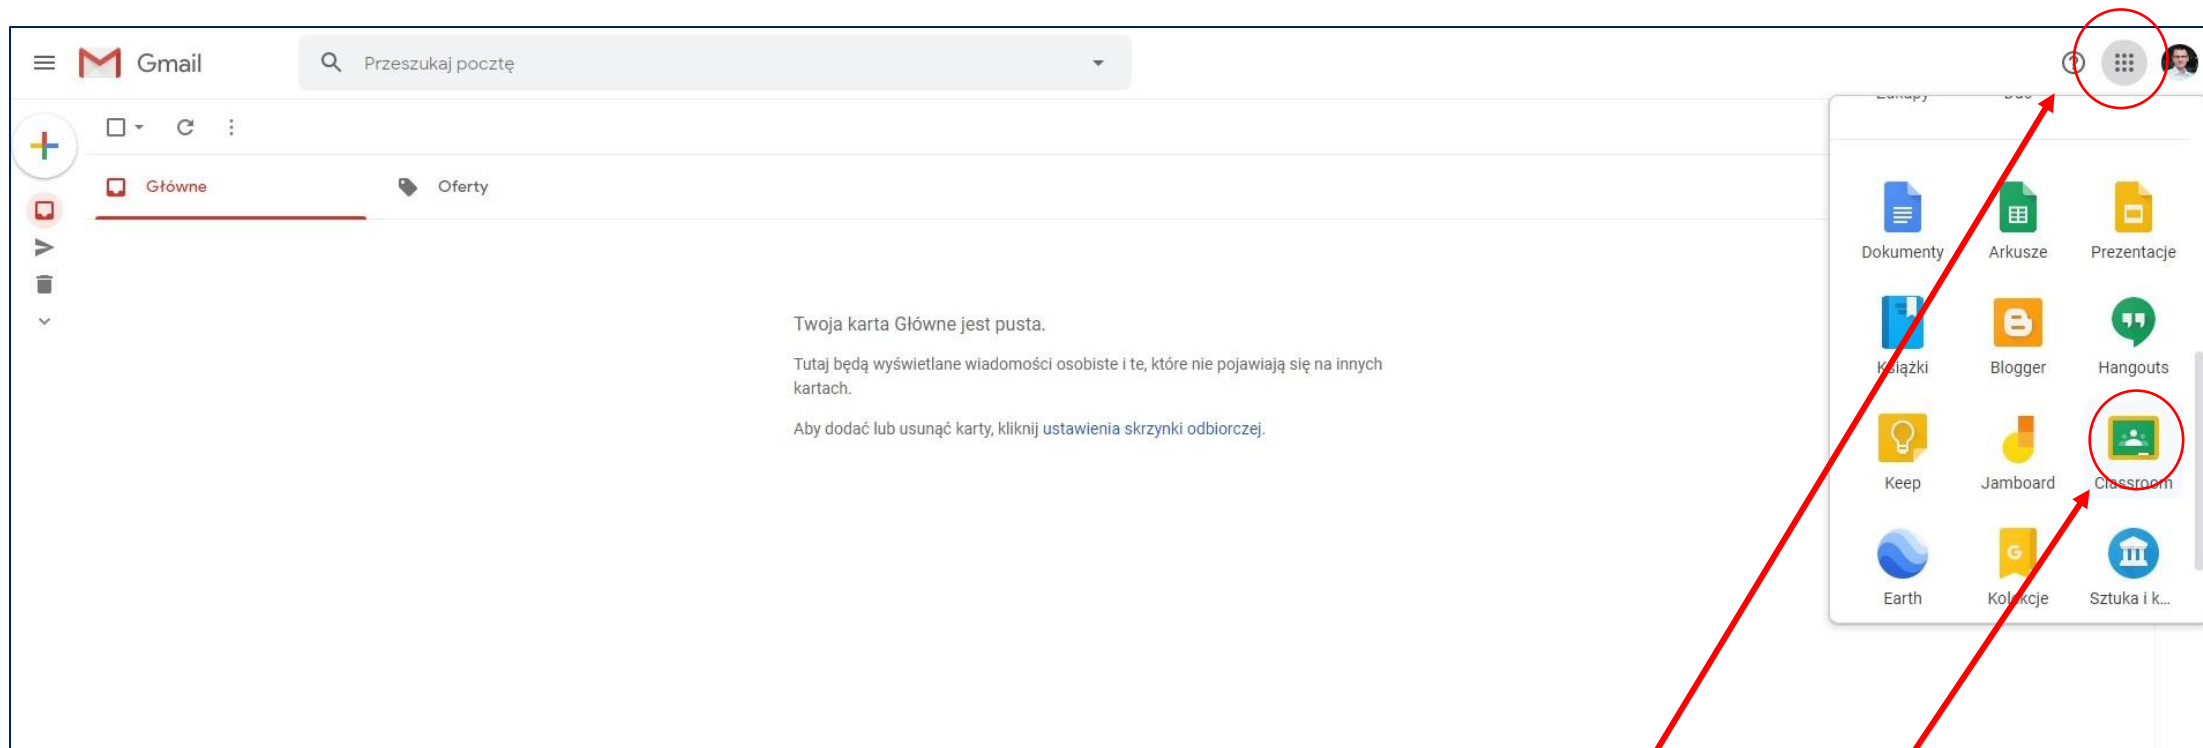 Gmail
Przeszukaj pocztę
Główne
Oferty
Twoja karta Główne jest pusta.
Tutaj będą wyświetlane wiadomości osobiste i te, które nie pojawiają się na innych
kartach.
Aby dodać lub usunąć karty, kliknij ustawienia skrzynki odbiorczej.
Zakupy Duo
Dokumenty Arkusze Prezentacje
Książki Blogger Hangouts
Keep Jamboard Classroom
Earth Kolekcje Sztuka i k...